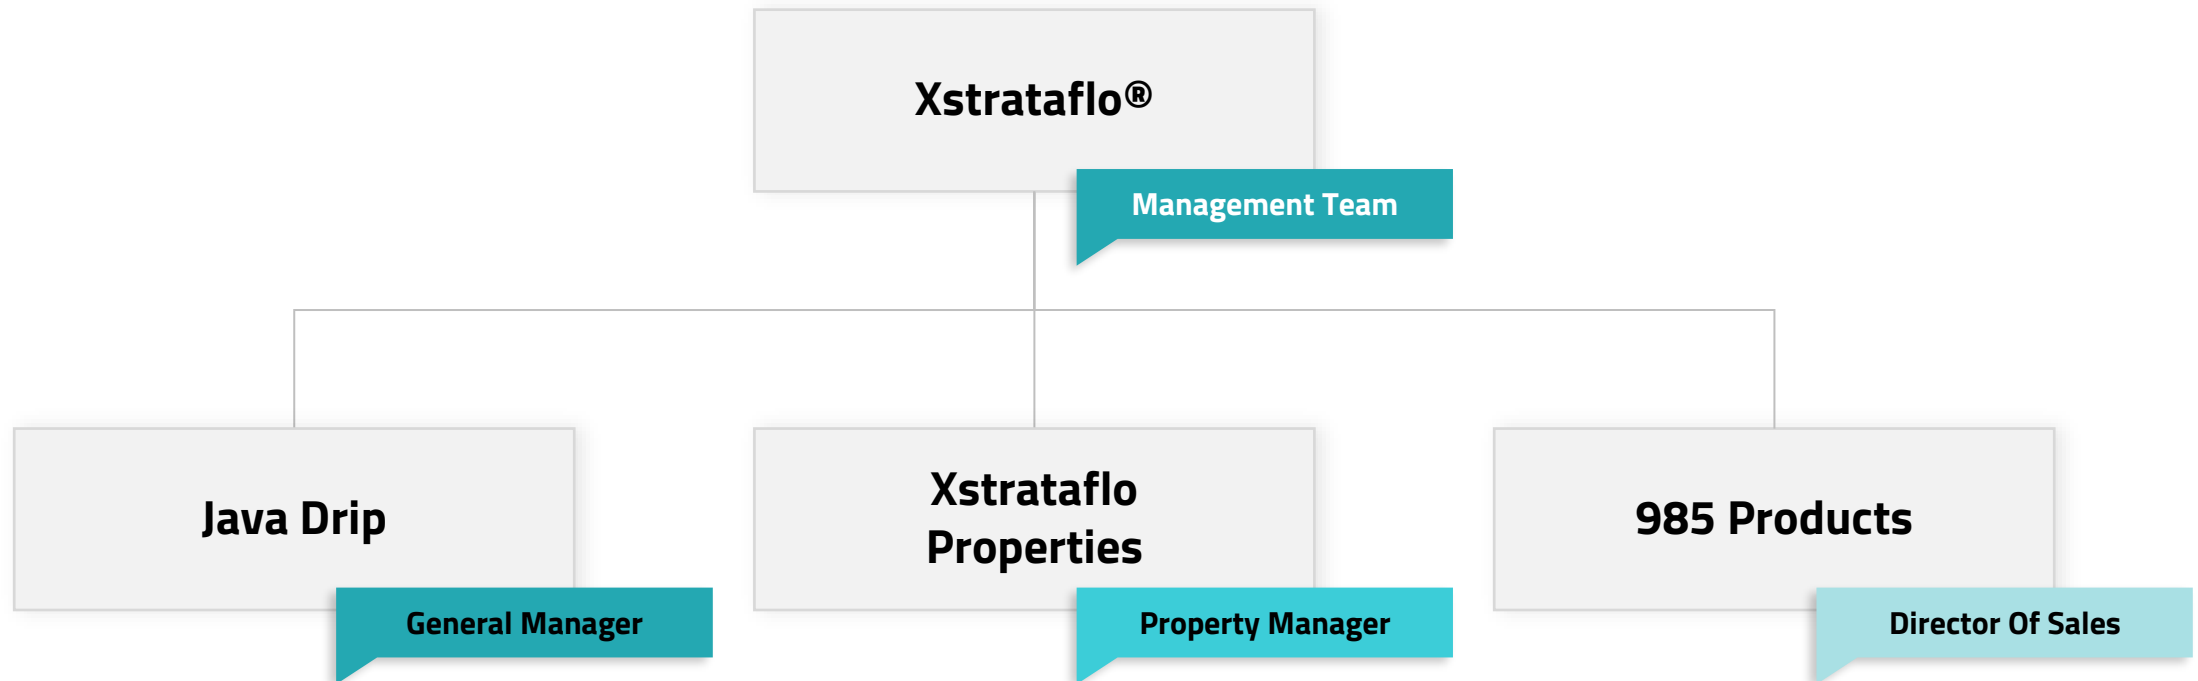 Xstrataflo®
Management Team
Java Drip
General Manager
Xstrataflo
Properties
Property Manager
985 Products
Director Of Sales